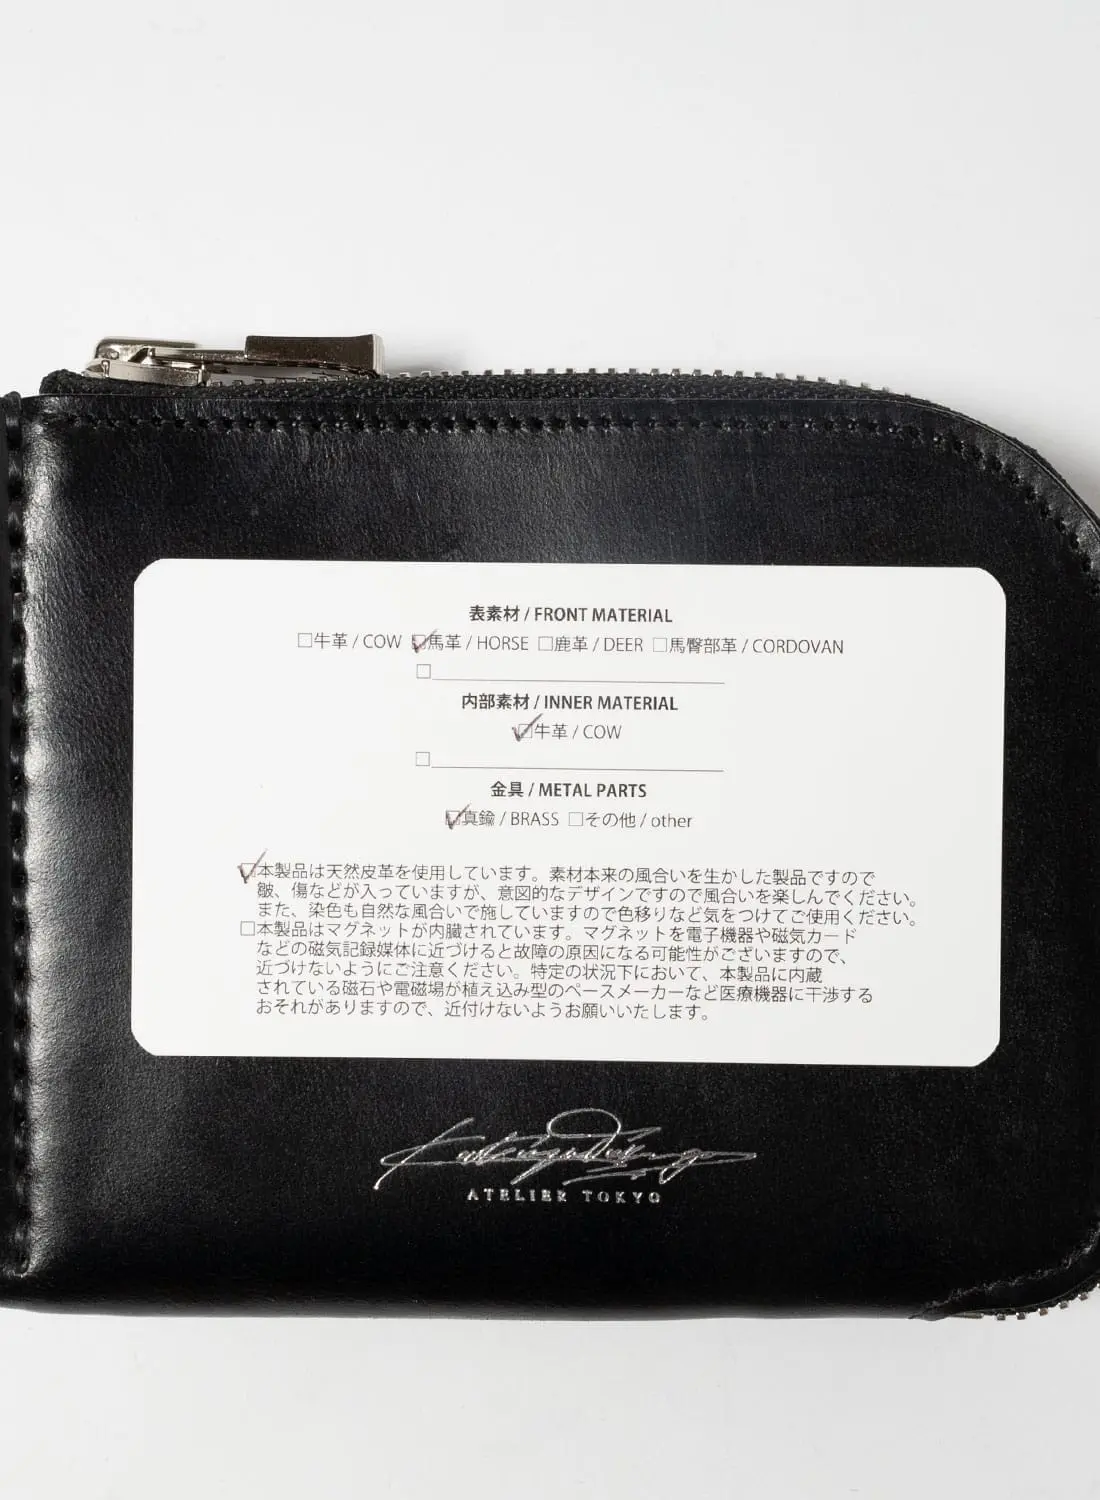 表素材 / FRONT MATERIAL
□牛革 / COW ☑馬革 / HORSE □鹿革 / DEER □馬臀部革 / CORDOVAN
□
内部素材 / INNER MATERIAL
☑牛革 / COW
□
金具 / METAL PARTS
☑真鍮 / BRASS □その他 / other
☑本製品は天然皮革を使用しています。素材本来の風合いを生かした製品ですので
皺、傷などが入っていますが、意図的なデザインですので風合いを楽しんでください。
また、染色も自然な風合いで施していますので色移りなど気をつけてご使用ください。
□本製品はマグネットが内臓されています。マグネットを電子機器や磁気カード
などの磁気記録媒体に近づけると故障の原因になる可能性がございますので、
近づけないようにご注意ください。特定の状況下において、本製品に内蔵
されている磁石や電磁場が植え込み型のペースメーカーなど医療機器に干渉する
おそれがありますので、近付けないようお願いいたします。
ATELIER TOKYO